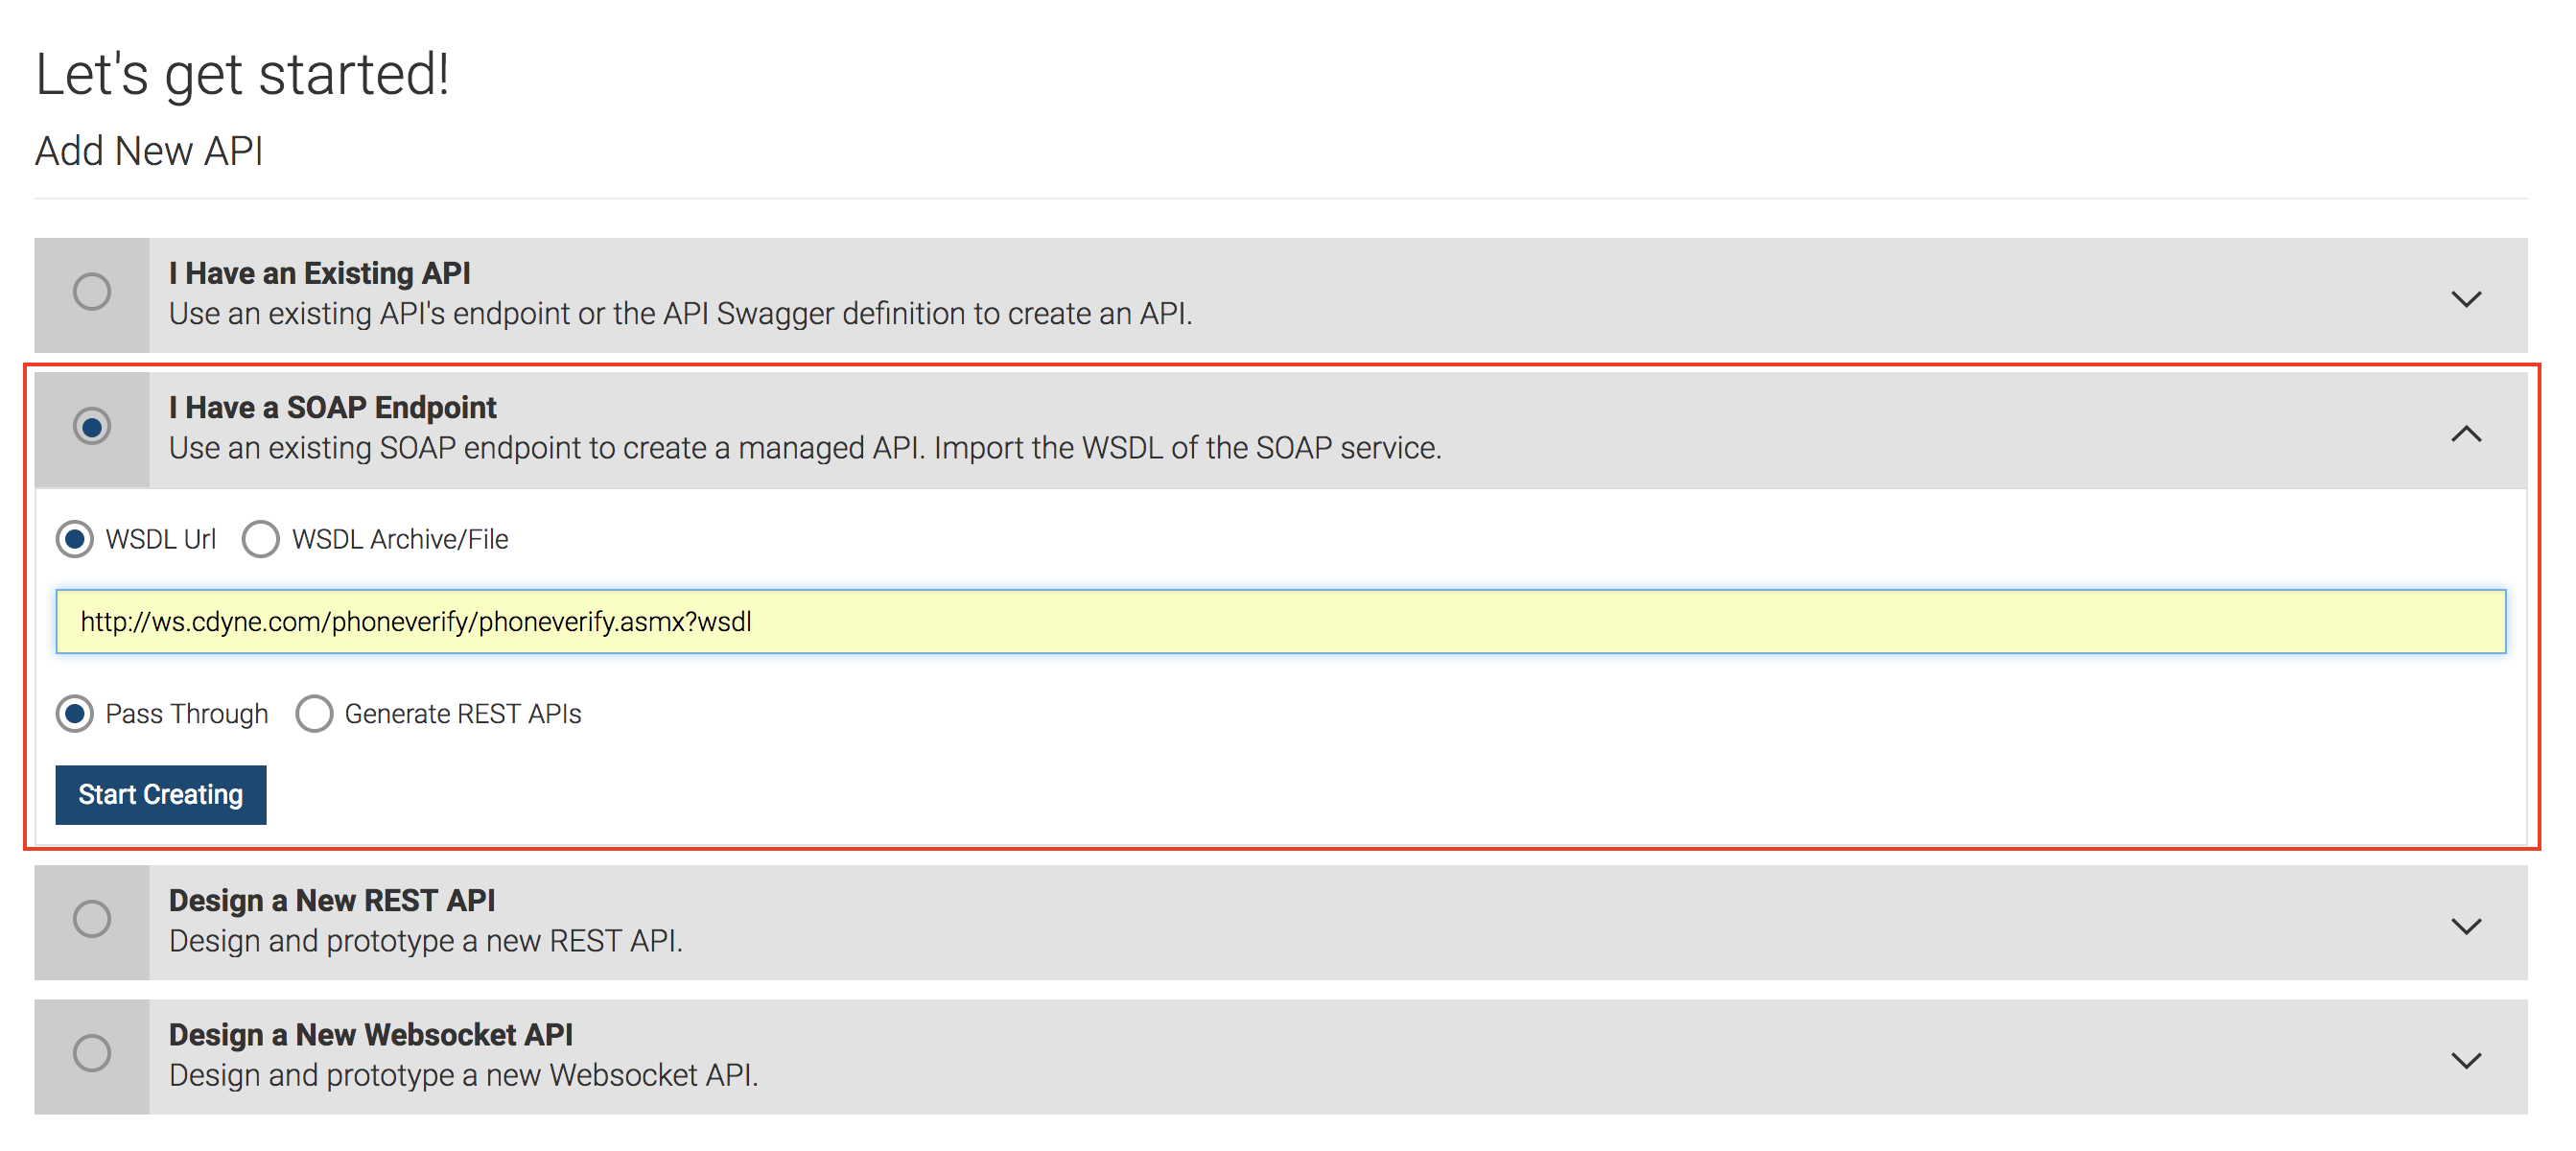 Let's get started!
Add New API
I Have an Existing API
Use an existing API's endpoint or the API Swagger definition to create an API.
I Have a SOAP Endpoint
Use an existing SOAP endpoint to create a managed API. Import the WSDL of the SOAP service.
WSDL Url WSDL Archive/File
http://ws.cdyne.com/phoneverify/phoneverify.asmx?wsdl
Pass Through Generate REST APIs
Start Creating
Design a New REST API
Design and prototype a new REST API.
Design a New Websocket API
Design and prototype a new Websocket API.